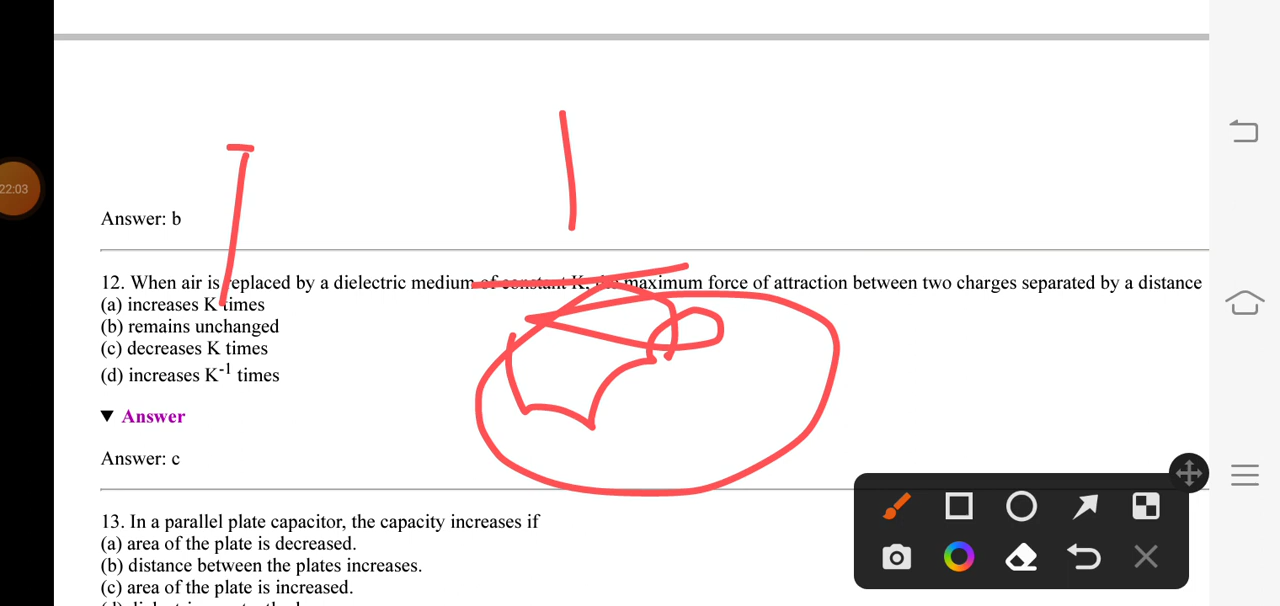 22:03
Answer: b
12. When air is replaced by a dielectric medium of constant K, the maximum force of attraction between two charges separated by a distance
(a) increases K times
(b) remains unchanged
(c) decreases K times
(d) increases K⁻¹ times
▼ Answer
Answer: c
13. In a parallel plate capacitor, the capacity increases if
(a) area of the plate is decreased.
(b) distance between the plates increases.
(c) area of the plate is increased.